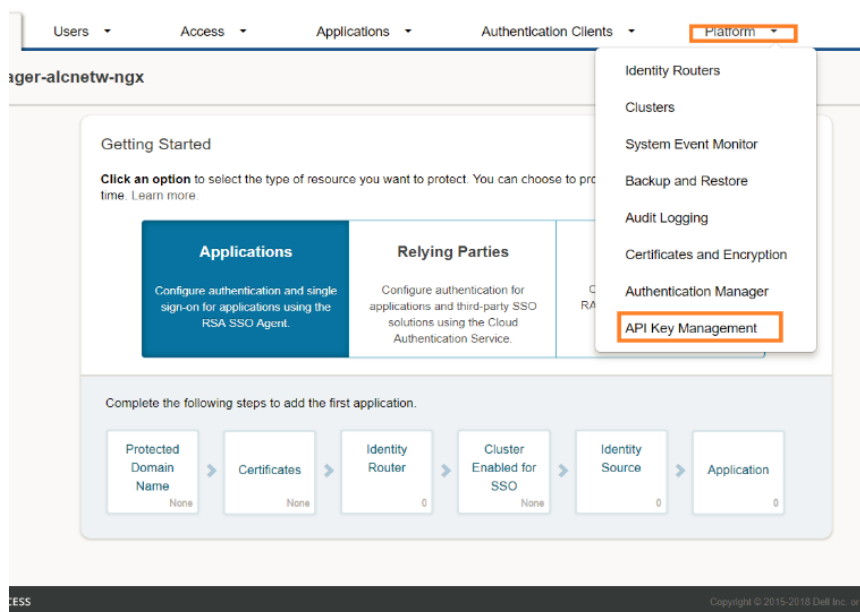 Users
Access
Applications
Authentication Clients
Platform
ager-alcnetw-ngx
Identity Routers
Clusters
System Event Monitor
Backup and Restore
Audit Logging
Certificates and Encryption
Authentication Manager
API Key Management
Getting Started
Click an option to select the type of resource you want to protect. You can choose to
time. Learn more.
Applications
Configure authentication and single
sign-on for applications using the
RSA SSO Agent.
Relying Parties
Configure authentication for
applications and third-party SSO
solutions using the Cloud
Authentication Service.
Complete the following steps to add the first application.
Protected
Domain
Name
None
Certificates
None
Identity
Router
0
Cluster
Enabled for
SSO
None
Identity
Source
0
Application
0
CESS
Copyright © 2015-2018 Dell Inc. or